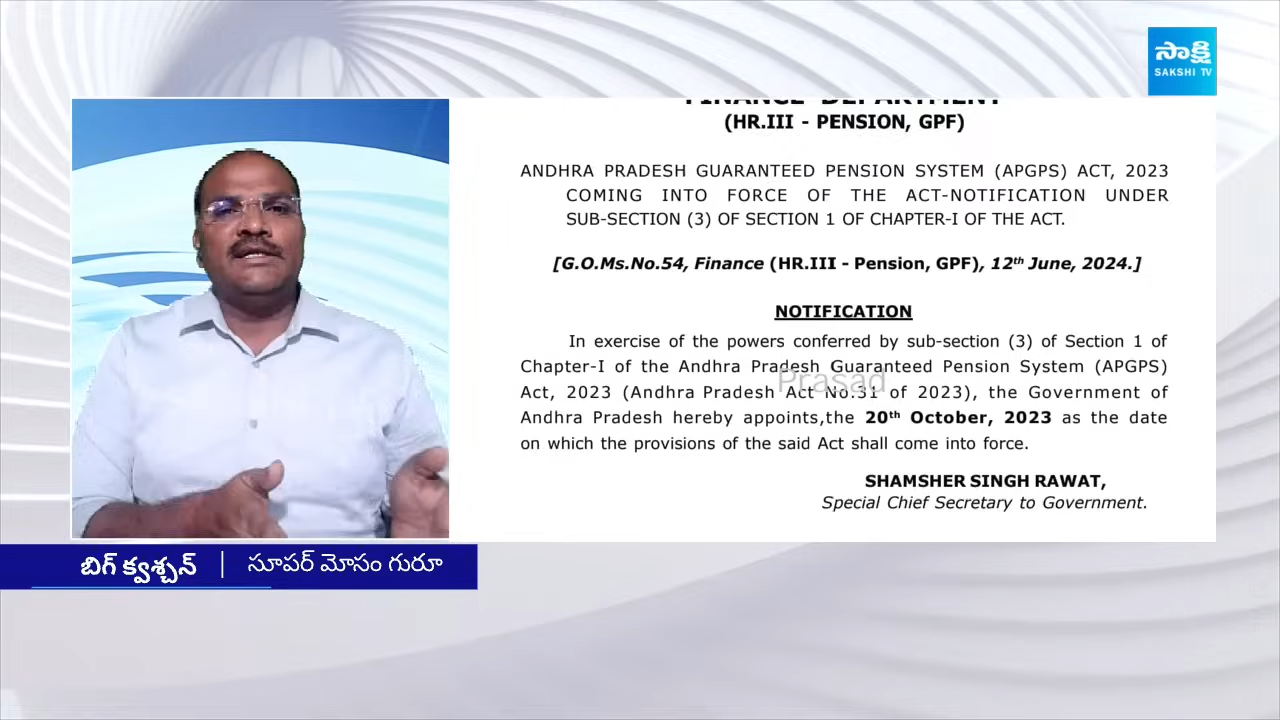 సాక్షి
SAKSHI TV
FINANCE DEPARTMENT
(HR.III - PENSION, GPF)
ANDHRA PRADESH GUARANTEED PENSION SYSTEM (APGPS) ACT, 2023
COMING INTO FORCE OF THE ACT-NOTIFICATION UNDER
SUB-SECTION (3) OF SECTION 1 OF CHAPTER-I OF THE ACT.
[G.O.Ms.No.54, Finance (HR.III - Pension, GPF), 12th June, 2024.]
NOTIFICATION
In exercise of the powers conferred by sub-section (3) of Section 1 of
Chapter-I of the Andhra Pradesh Guaranteed Pension System (APGPS)
Prasad
Act, 2023 (Andhra Pradesh Act No.31 of 2023), the Government of
Andhra Pradesh hereby appoints,the 20th October, 2023 as the date
on which the provisions of the said Act shall come into force.
SHAMSHER SINGH RAWAT,
Special Chief Secretary to Government.
బిగ్ క్వశ్చన్ | సూపర్ మోసం గురూ